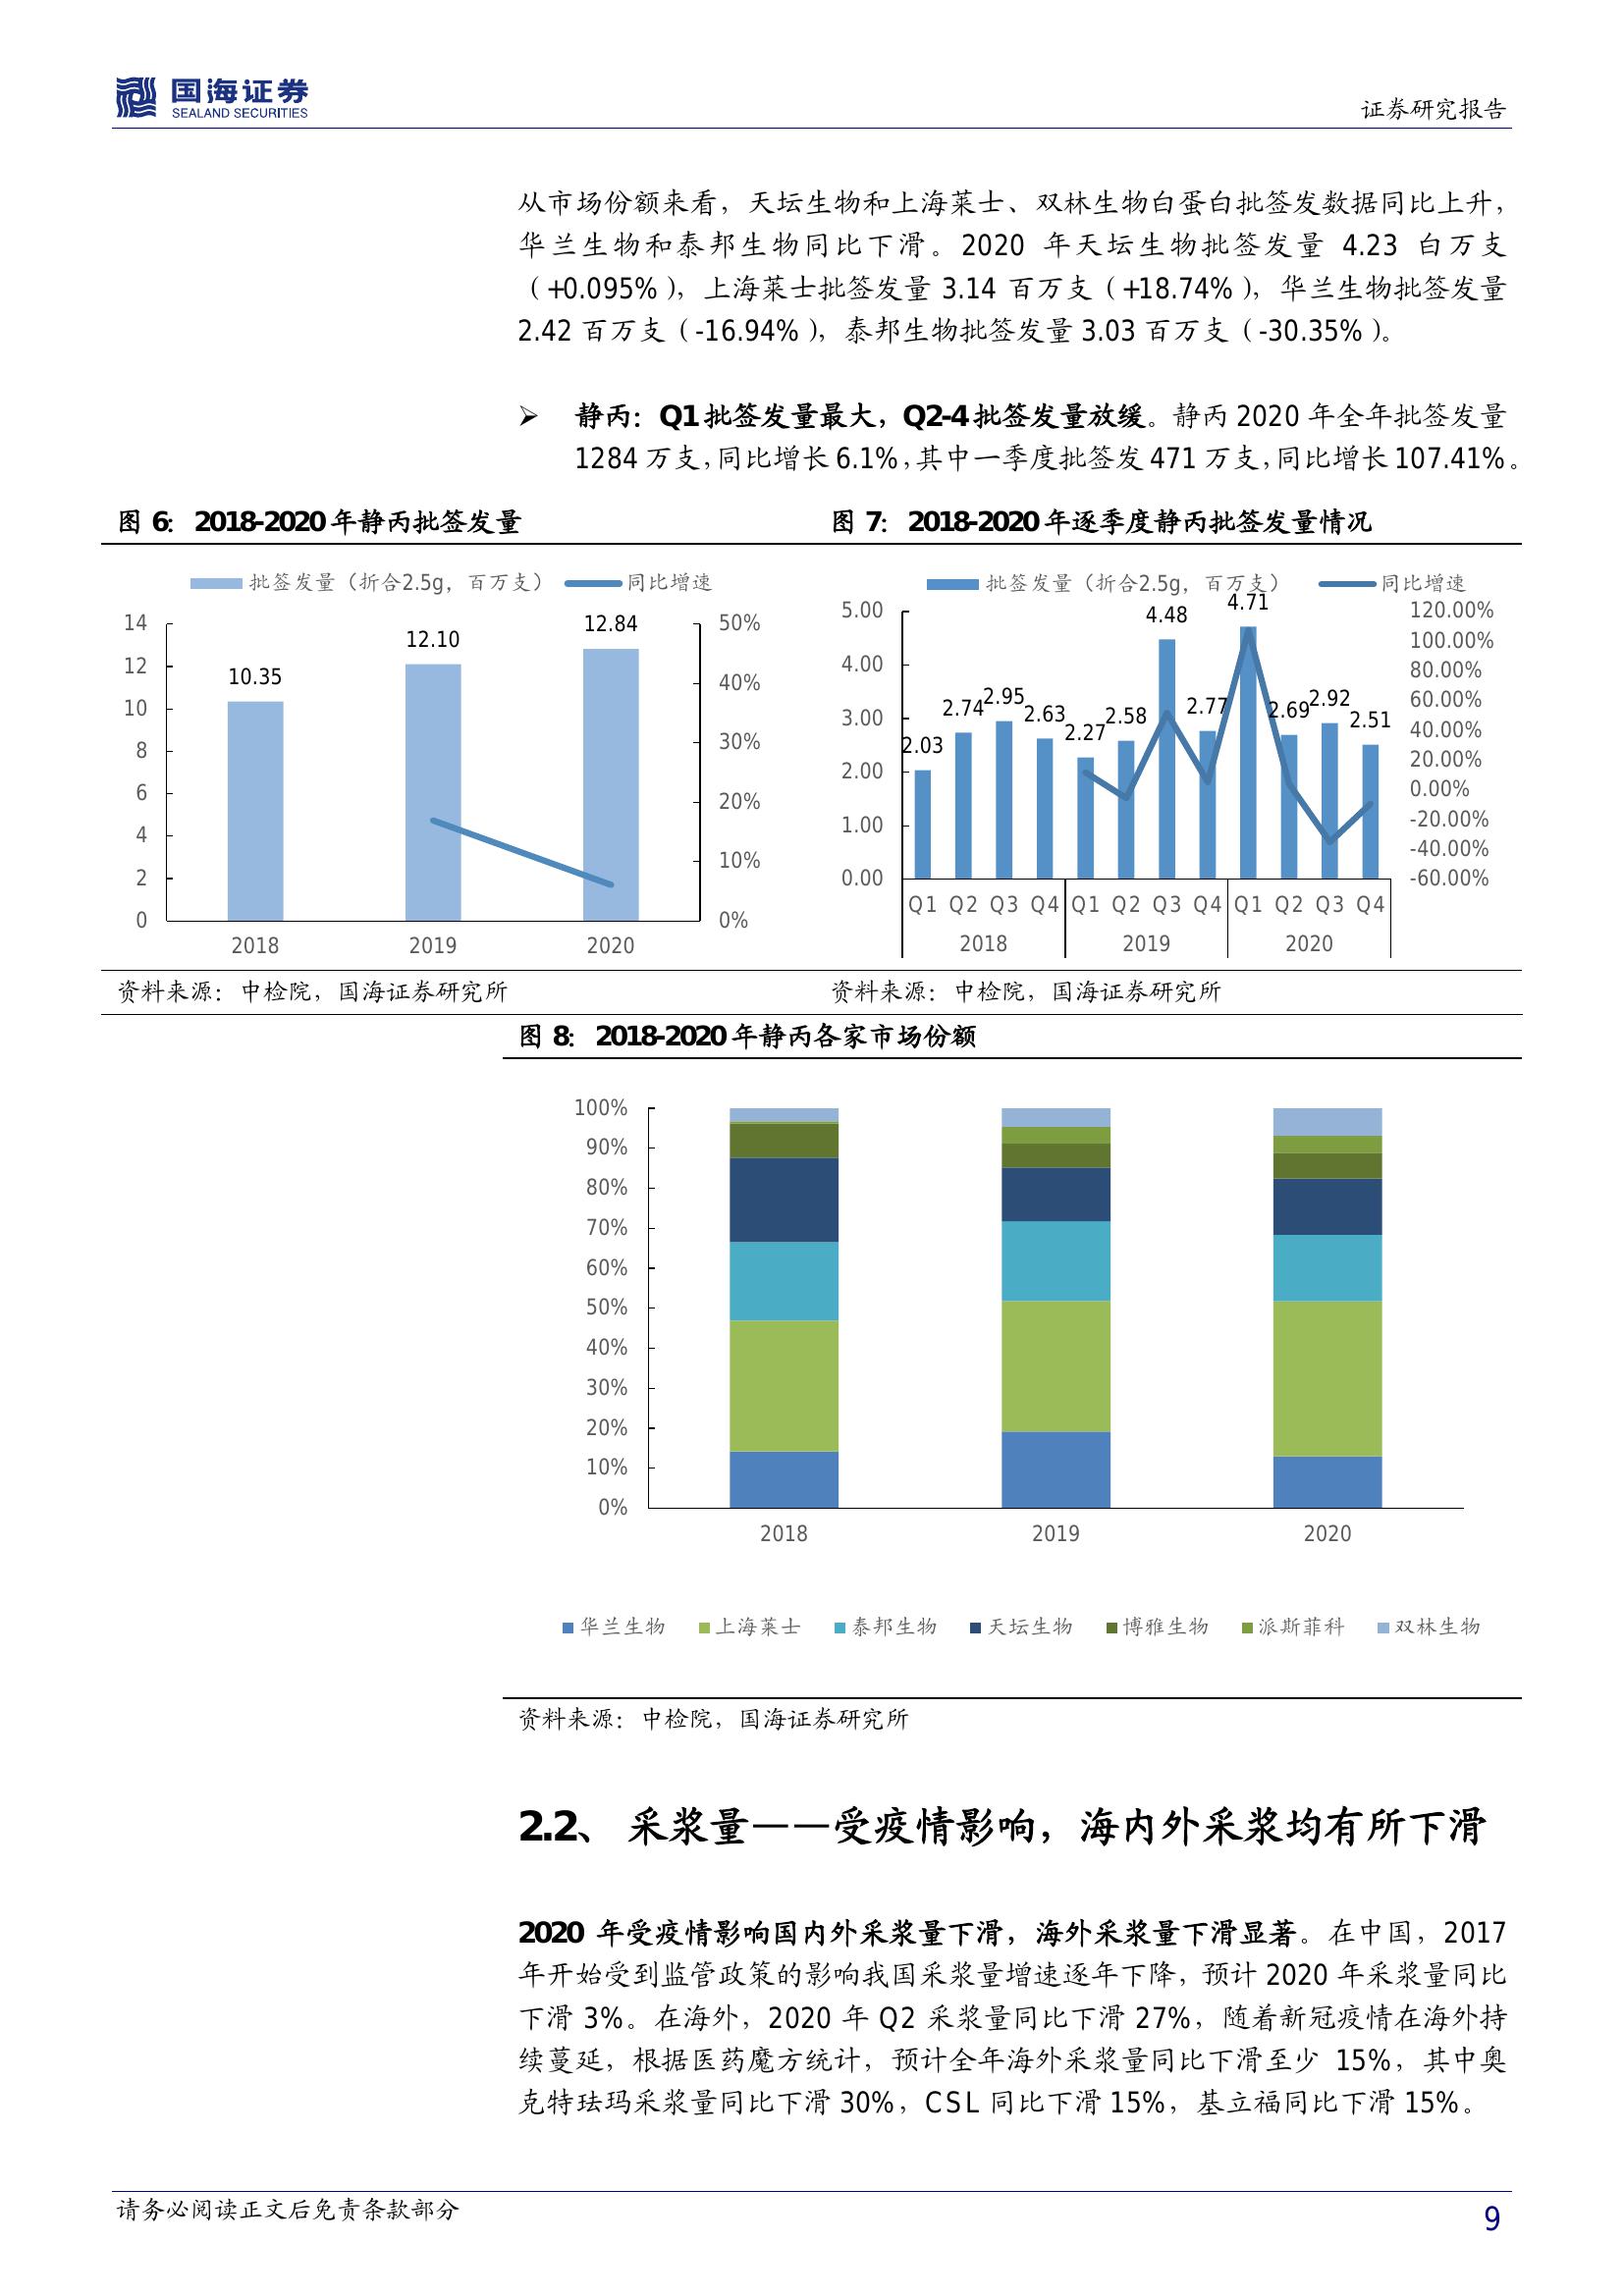 国海证券
SEALAND SECURITIES
证券研究报告
从市场份额来看，天坛生物和上海莱士、双林生物白蛋白批签发数据同比上升，
华兰生物和泰邦生物同比下滑。2020 年天坛生物批签发量 4.23 白万支
（+0.095%），上海莱士批签发量 3.14 百万支（+18.74%），华兰生物批签发量
2.42 百万支（-16.94%），泰邦生物批签发量 3.03 百万支（-30.35%）。
➢ 静丙：Q1 批签发量最大，Q2-4 批签发量放缓。静丙 2020 年全年批签发量
1284 万支，同比增长 6.1%，其中一季度批签发 471 万支，同比增长 107.41%。
图 6： 2018-2020 年静丙批签发量
批签发量（折合2.5g，百万支） 同比增速
14
12
10
8
6
4
2
0
10.35
12.10
12.84
50%
40%
30%
20%
10%
0%
2018 2019 2020
资料来源：中检院，国海证券研究所
图 7： 2018-2020 年逐季度静丙批签发量情况
批签发量（折合2.5g，百万支） 同比增速
5.00
4.00
3.00
2.00
1.00
0.00
2.03 2.74 2.95 2.63 2.27 2.58 4.48 2.77 4.71 2.69 2.92 2.51
120.00%
100.00%
80.00%
60.00%
40.00%
20.00%
0.00%
-20.00%
-40.00%
-60.00%
Q1 Q2 Q3 Q4 Q1 Q2 Q3 Q4 Q1 Q2 Q3 Q4
2018 2019 2020
资料来源：中检院，国海证券研究所
图 8： 2018-2020 年静丙各家市场份额
100%
90%
80%
70%
60%
50%
40%
30%
20%
10%
0%
2018 2019 2020
华兰生物 上海莱士 泰邦生物 天坛生物 博雅生物 派斯菲科 双林生物
资料来源：中检院，国海证券研究所
2.2、 采浆量——受疫情影响，海内外采浆均有所下滑
2020 年受疫情影响国内外采浆量下滑，海外采浆量下滑显著。在中国，2017
年开始受到监管政策的影响我国采浆量增速逐年下降，预计 2020 年采浆量同比
下滑 3%。在海外，2020 年 Q2 采浆量同比下滑 27%，随着新冠疫情在海外持
续蔓延，根据医药魔方统计，预计全年海外采浆量同比下滑至少 15%，其中奥
克特珐玛采浆量同比下滑 30%，CSL 同比下滑 15%，基立福同比下滑 15%。
请务必阅读正文后免责条款部分
9